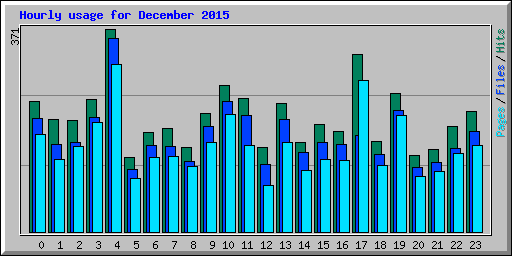 Hourly usage for December 2015
371
Pages/Files/Hits
0 1 2 3 4 5 6 7 8 9 10 11 12 13 14 15 16 17 18 19 20 21 22 23